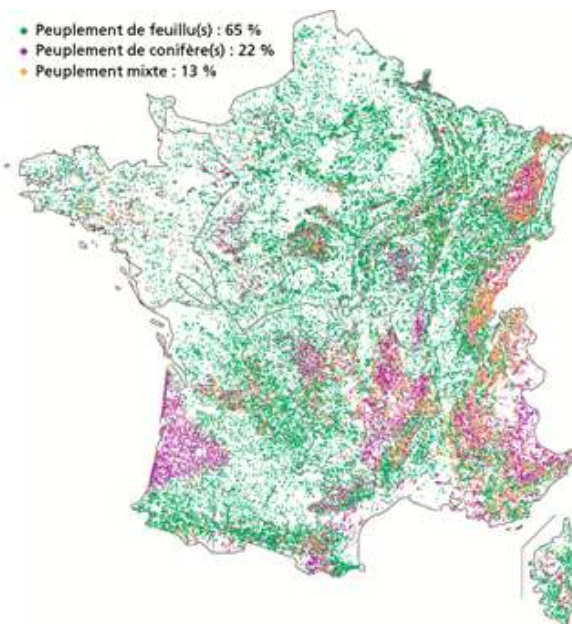 Peuplement de feuillu(s) : 65 %
Peuplement de conifère(s) : 22 %
Peuplement mixte : 13 %